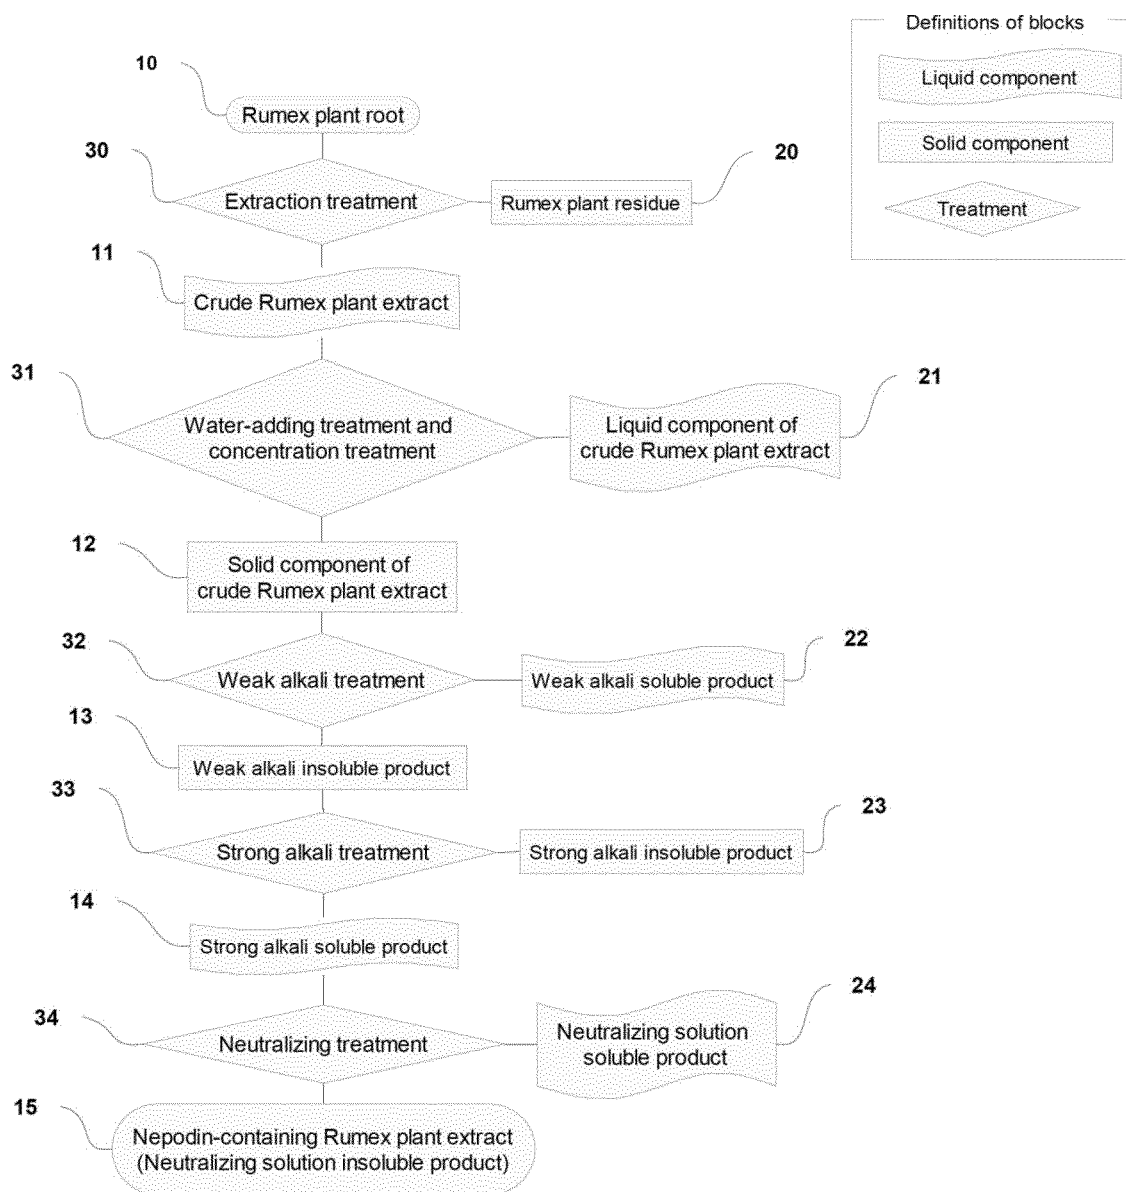 Definitions of blocks
Liquid component
Solid component
Treatment
10
Rumex plant root
30
Extraction treatment
20
Rumex plant residue
11
Crude Rumex plant extract
31
Water-adding treatment and
concentration treatment
21
Liquid component of
crude Rumex plant extract
12
Solid component of
crude Rumex plant extract
32
Weak alkali treatment
22
Weak alkali soluble product
13
Weak alkali insoluble product
33
Strong alkali treatment
23
Strong alkali insoluble product
14
Strong alkali soluble product
34
Neutralizing treatment
24
Neutralizing solution
soluble product
15
Nepodin-containing Rumex plant extract
(Neutralizing solution insoluble product)